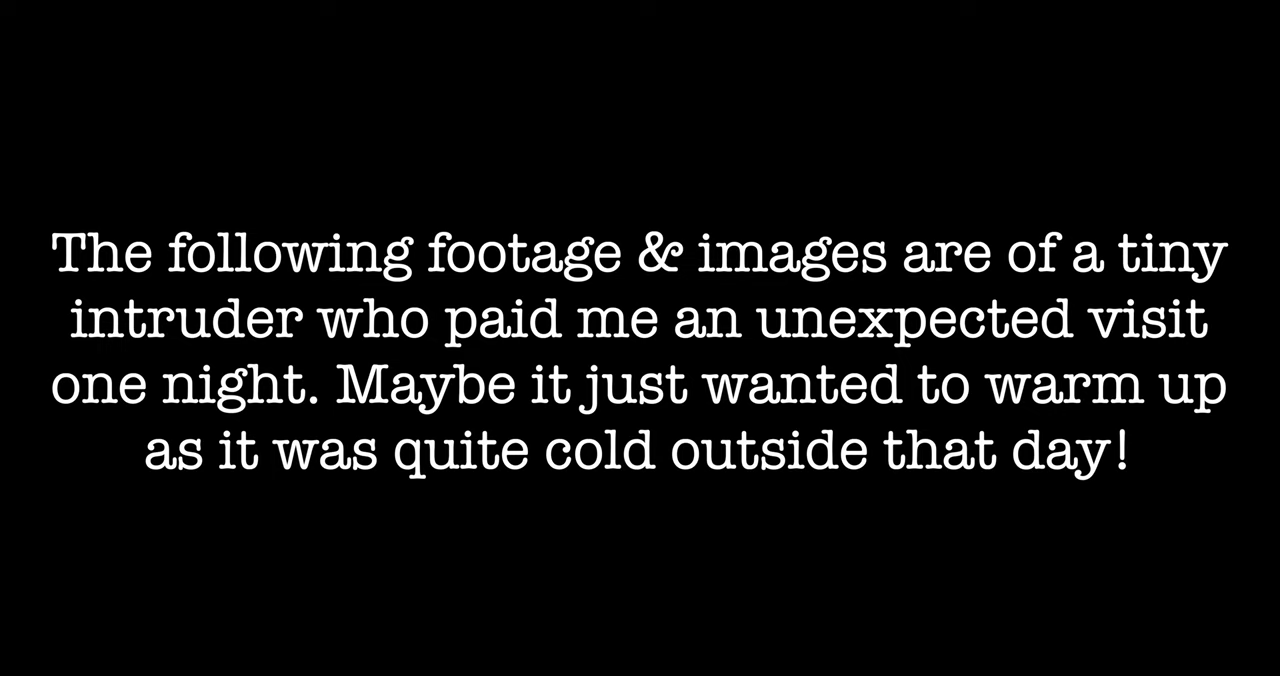 The following footage & images are of a tiny
intruder who paid me an unexpected visit
one night. Maybe it just wanted to warm up
as it was quite cold outside that day!